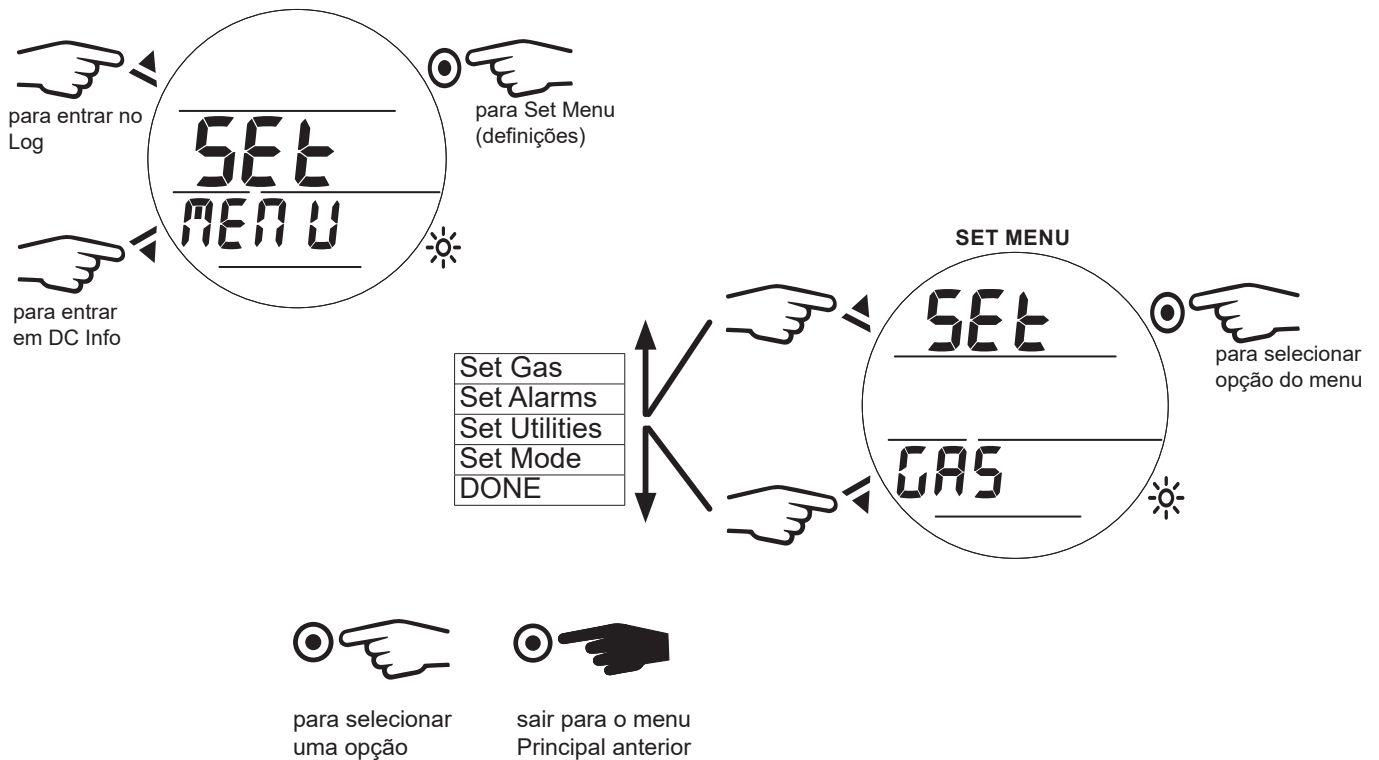 para entrar no
Log
SEt
MENU
para Set Menu
(definições)
para entrar
em DC Info
SET MENU
Set Gas
Set Alarms
Set Utilities
Set Mode
DONE
SEt
GAS
para selecionar
opção do menu
para selecionar
uma opção
sair para o menu
Principal anterior